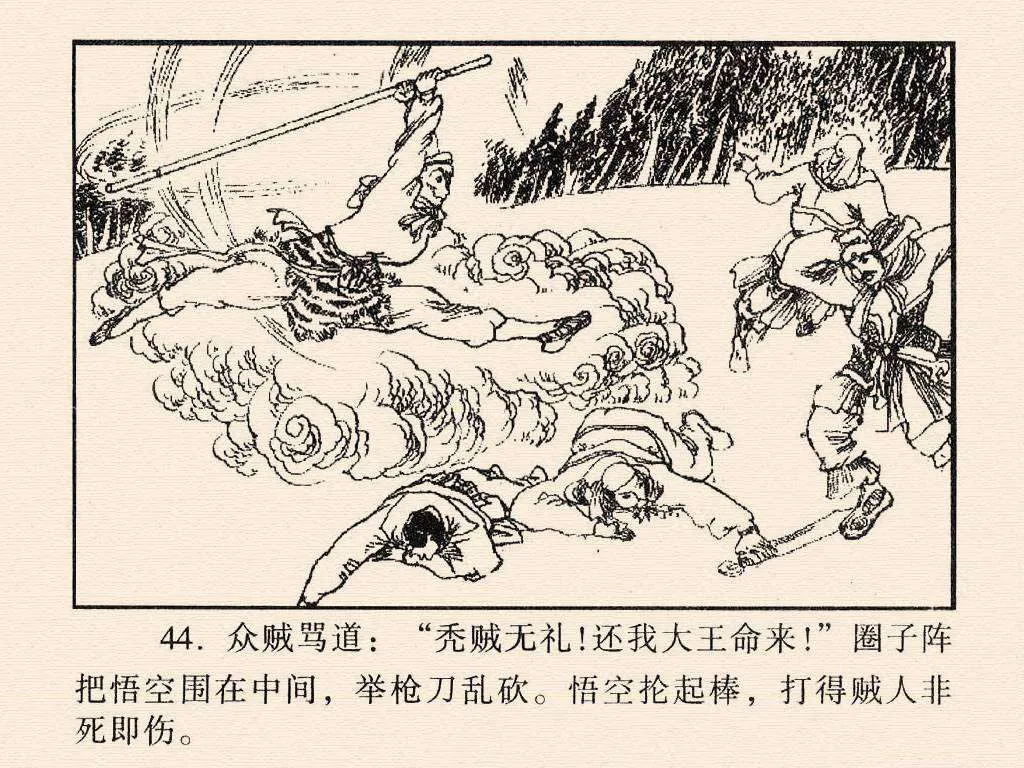 44. 众贼骂道：“秃贼无礼！还我大王命来！”圈子阵
把悟空围在中间，举枪刀乱砍。悟空抡起棒，打得贼人非
死即伤。